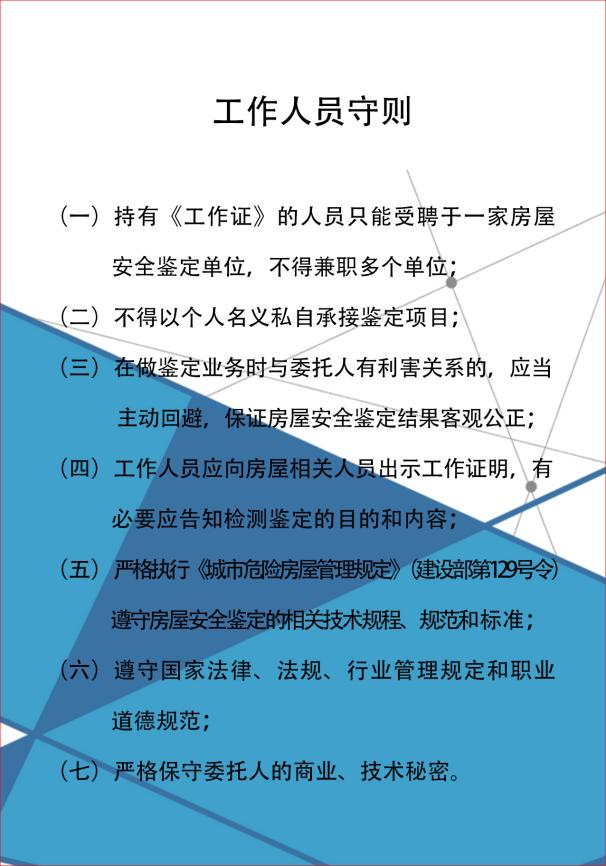 工作人员守则
（一）持有《工作证》的人员只能受聘于一家房屋
安全鉴定单位，不得兼职多个单位；
（二）不得以个人名义私自承接鉴定项目；
（三）在做鉴定业务时与委托人有利害关系的，应当
主动回避，保证房屋安全鉴定结果客观公正；
（四）工作人员应向房屋相关人员出示工作证明，有
必要应告知检测鉴定的目的和内容；
（五）严格执行《城市危险房屋管理规定》（建设部第129号令）
遵守房屋安全鉴定的相关技术规程、规范和标准；
（六）遵守国家法律、法规、行业管理规定和职业
道德规范；
（七）严格保守委托人的商业、技术秘密。